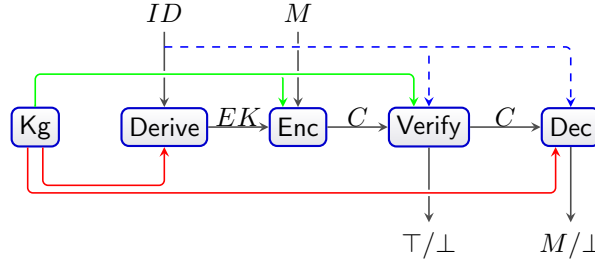 ID M
Kg Derive EK Enc C Verify C Dec
⊤/⊥ M/⊥